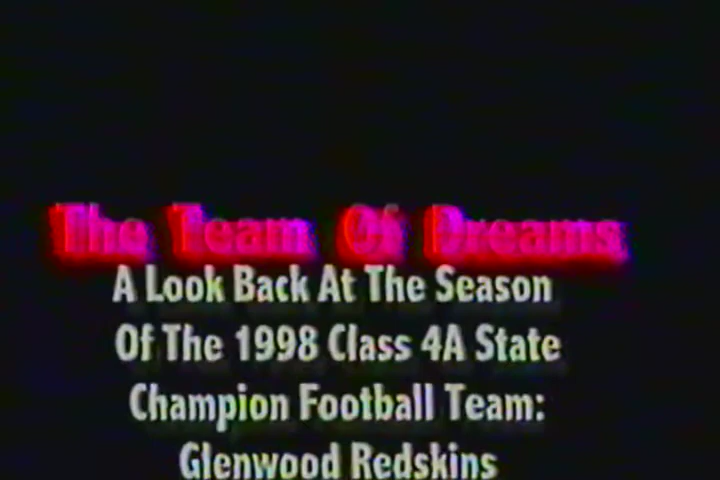 The Team Of Dreams
A Look Back At The Season
Of The 1998 Class 4A State
Champion Football Team:
Glenwood Redskins